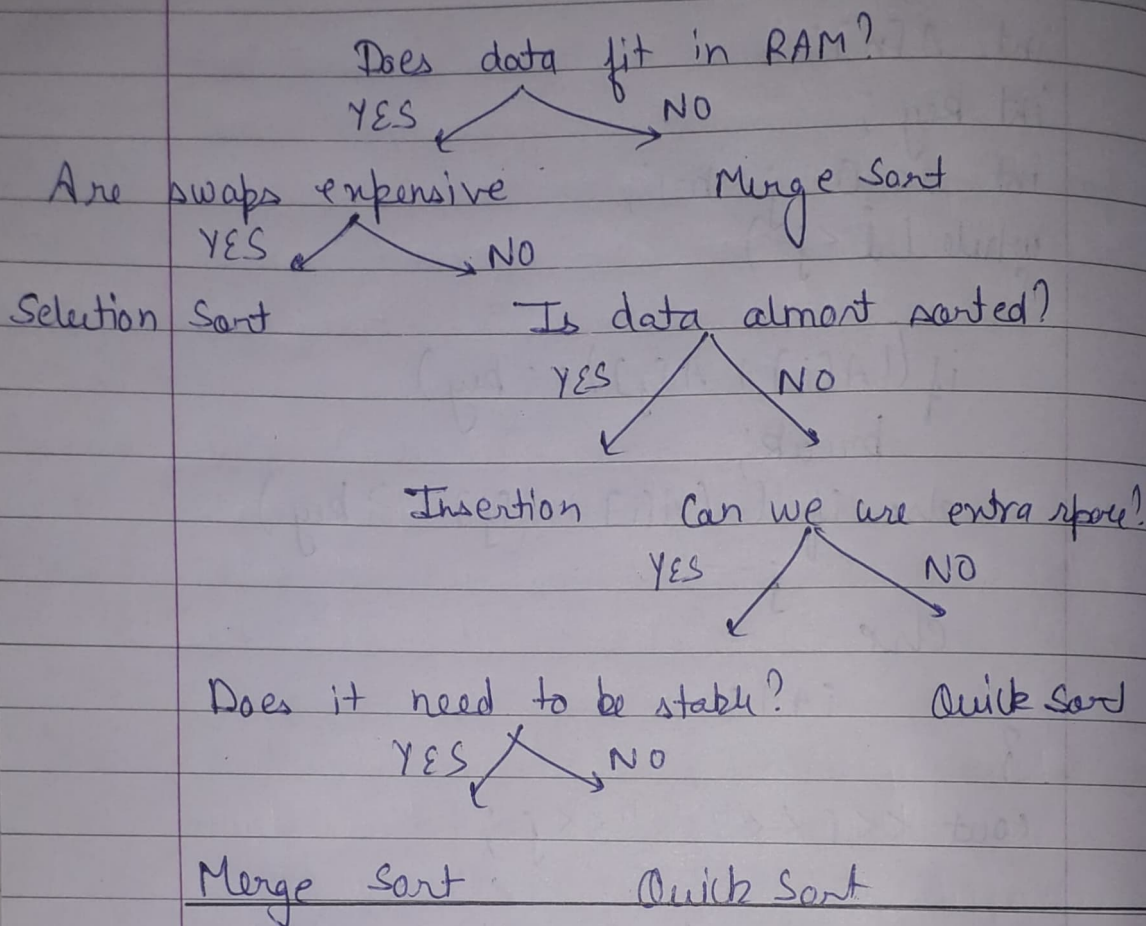 Does data fit in RAM?
YES NO
Are swaps expensive Merge Sort
YES NO
Selection Sort Is data almost sorted?
YES NO
Insertion Can we use extra space?
YES NO
Does it need to be stable? Quick Sort
YES NO
Merge Sort Quick Sort